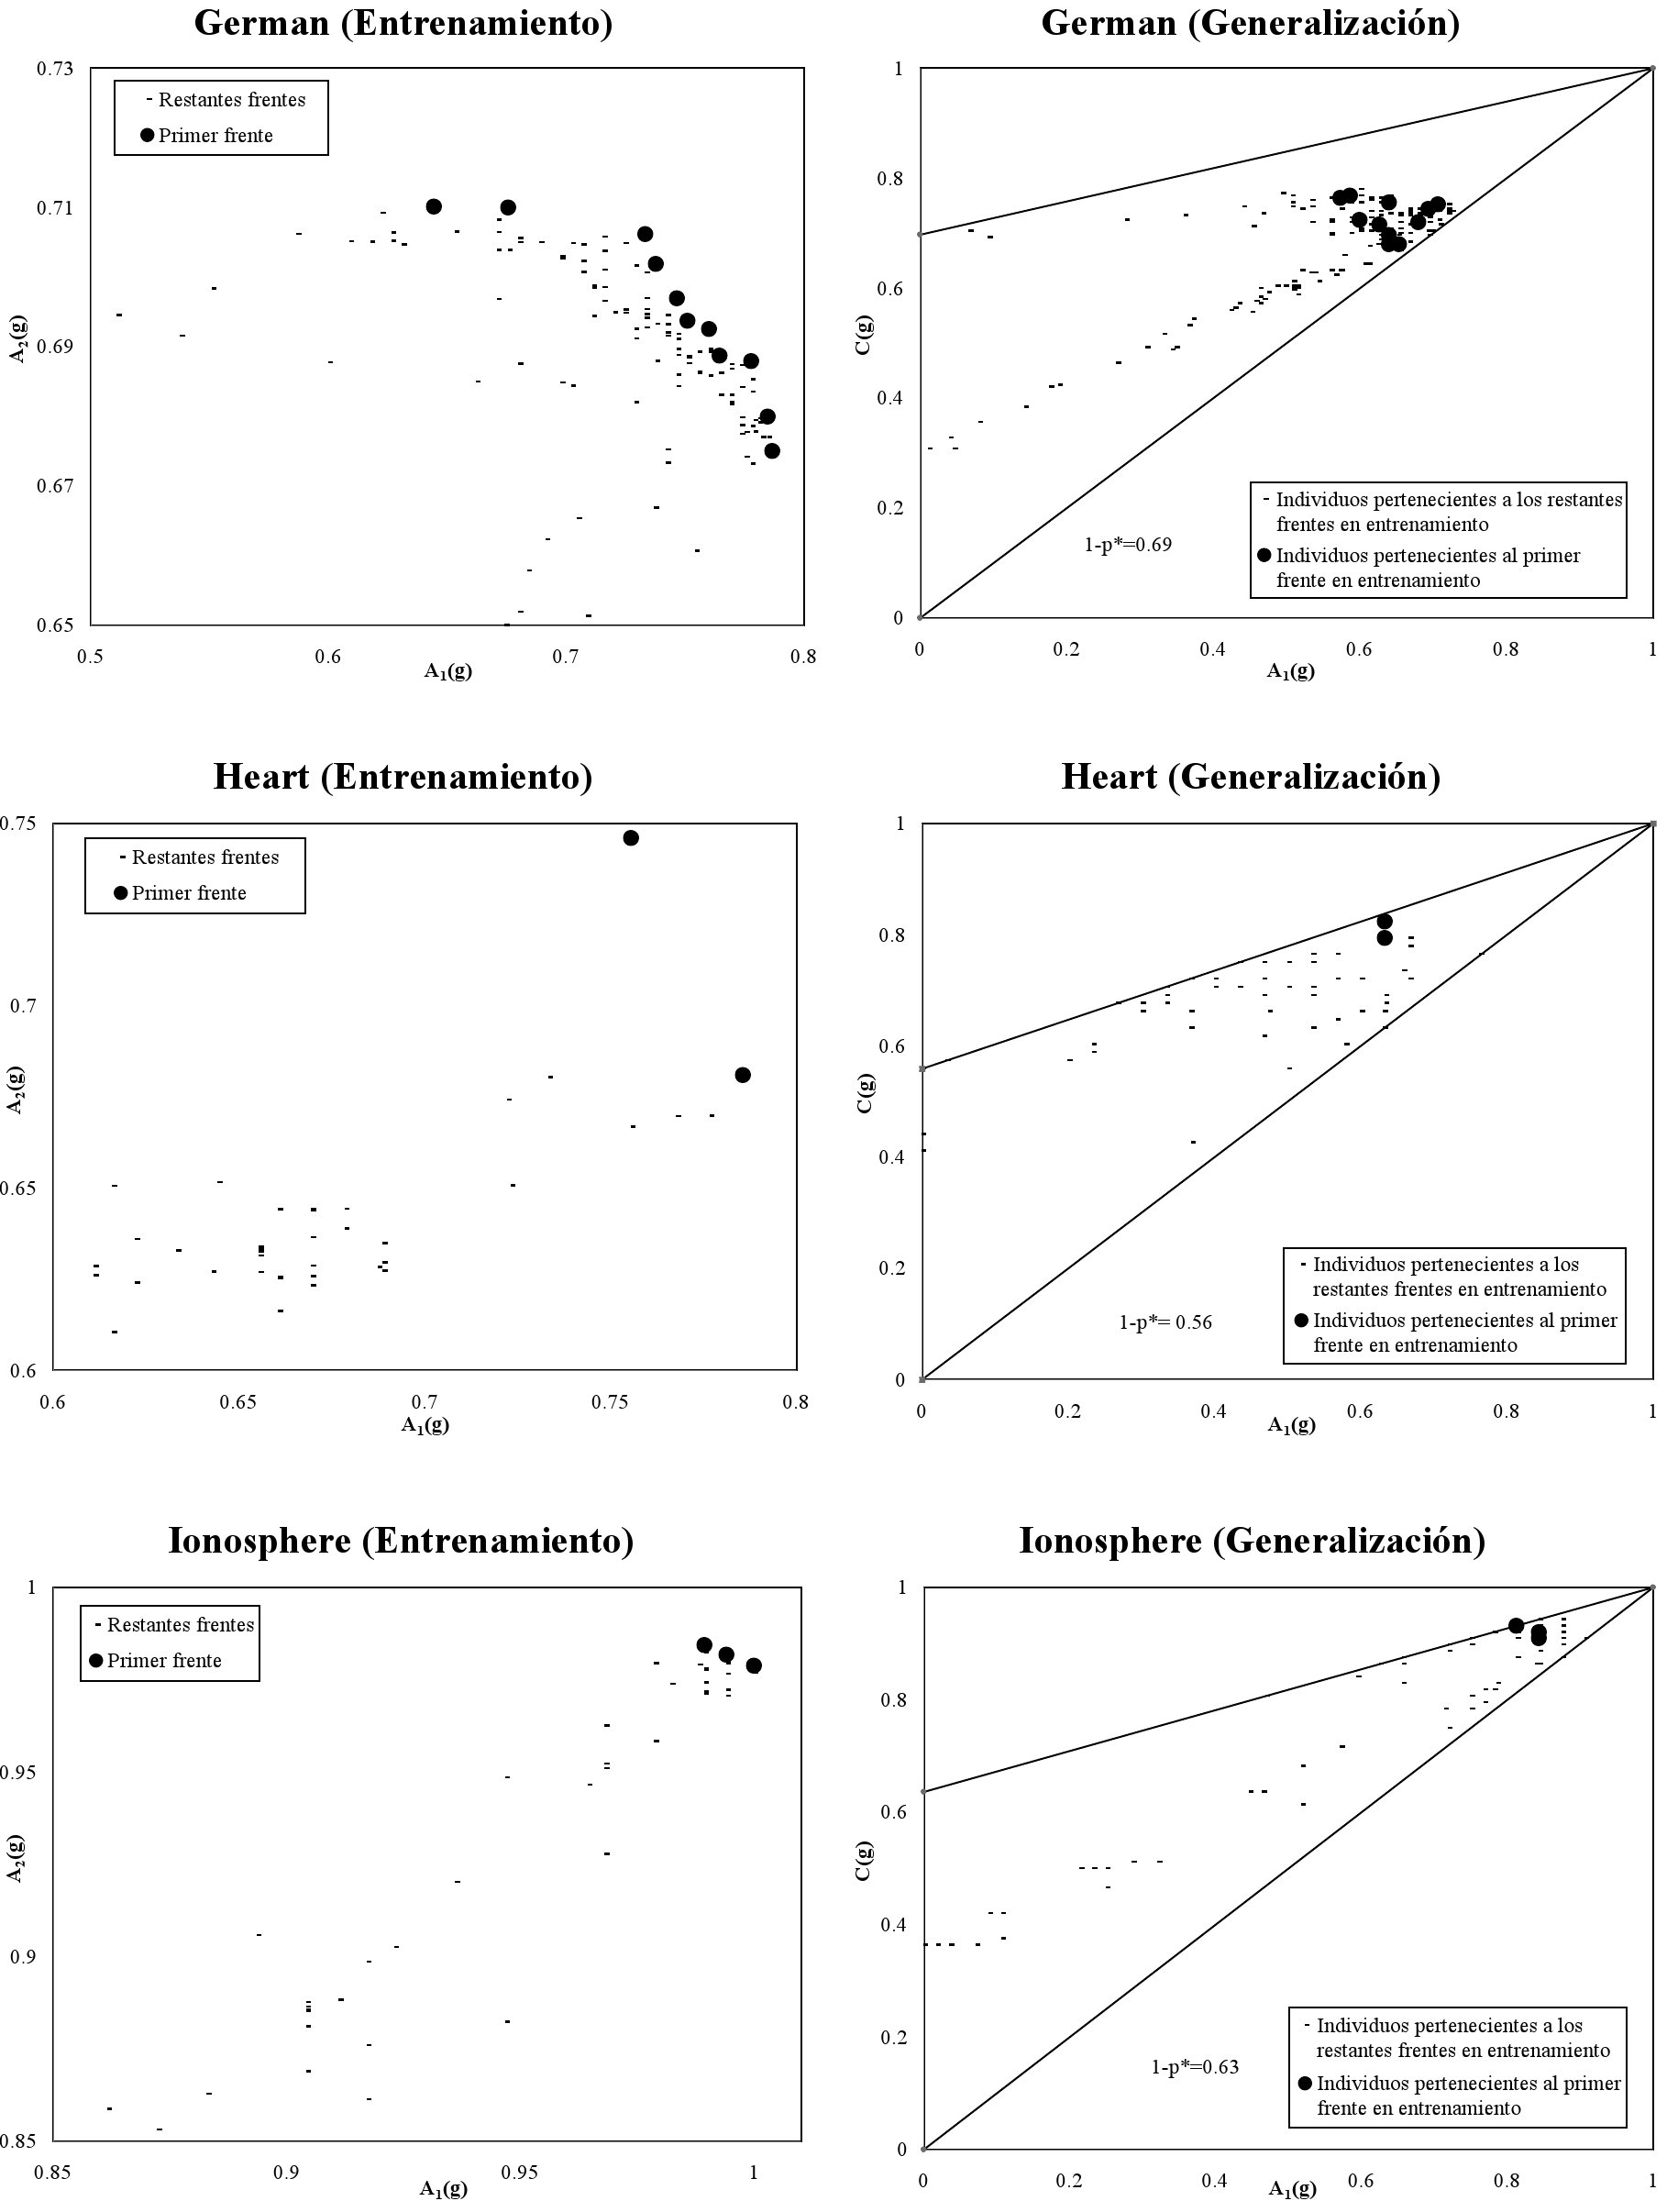 German (Entrenamiento)
0.73
0.71
0.69
0.67
0.65
A2(g)
Restantes frentes
Primer frente
0.5 0.6 0.7 0.8
A1(g)
German (Generalización)
1
0.8
0.6
0.4
0.2
0
C(g)
1-p*=0.69
Individuos pertenecientes a los restantes
frentes en entrenamiento
Individuos pertenecientes al primer
frente en entrenamiento
0 0.2 0.4 0.6 0.8 1
A1(g)
Heart (Entrenamiento)
0.75
0.7
0.65
0.6
A2(g)
Restantes frentes
Primer frente
0.6 0.65 0.7 0.75 0.8
A1(g)
Heart (Generalización)
1
0.8
0.6
0.4
0.2
0
C(g)
1-p*= 0.56
Individuos pertenecientes a los
restantes frentes en entrenamiento
Individuos pertenecientes al primer
frente en entrenamiento
0 0.2 0.4 0.6 0.8 1
A1(g)
Ionosphere (Entrenamiento)
1
0.95
0.9
0.85
A2(g)
Restantes frentes
Primer frente
0.85 0.9 0.95 1
A1(g)
Ionosphere (Generalización)
1
0.8
0.6
0.4
0.2
0
C(g)
1-p*=0.63
Individuos pertenecientes a los
restantes frentes en entrenamiento
Individuos pertenecientes al primer
frente en entrenamiento
0 0.2 0.4 0.6 0.8 1
A1(g)